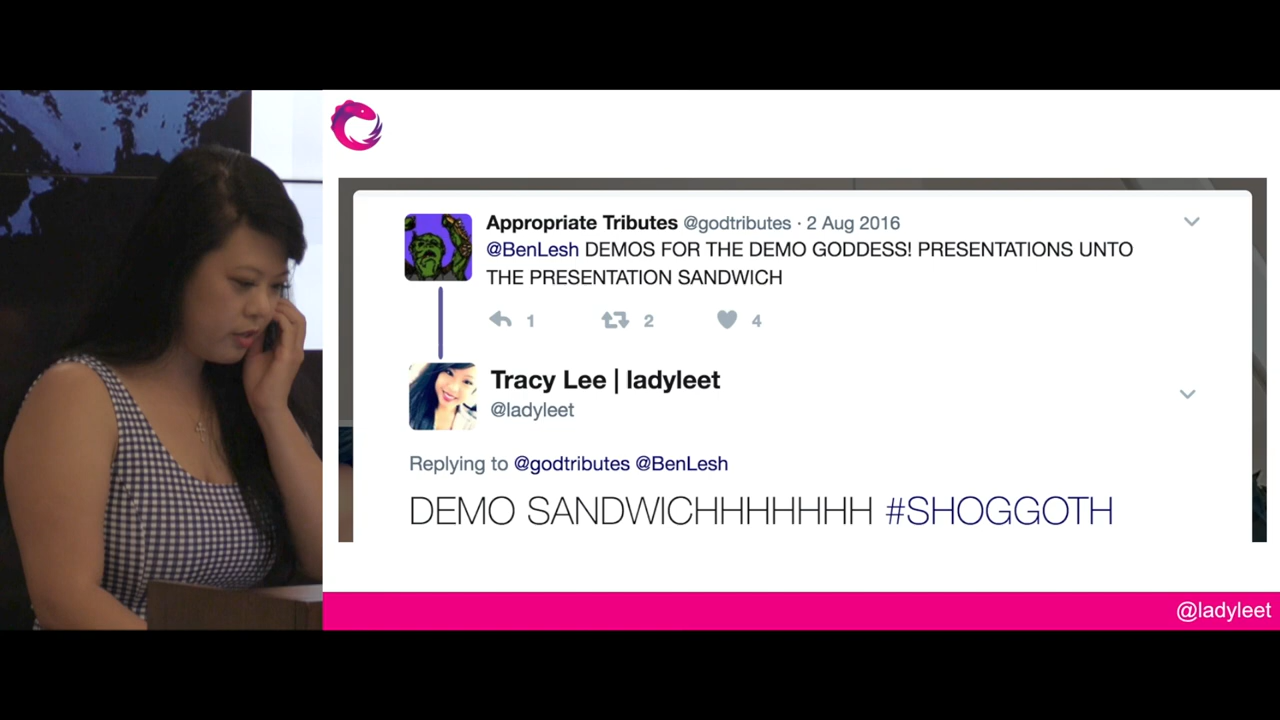 Appropriate Tributes @godtributes · 2 Aug 2016
@BenLesh DEMOS FOR THE DEMO GODDESS! PRESENTATIONS UNTO
THE PRESENTATION SANDWICH
1 2 4
Tracy Lee | ladyleet
@ladyleet
Replying to @godtributes @BenLesh
DEMO SANDWICHHHHHHH #SHOGGOTH
@ladyleet